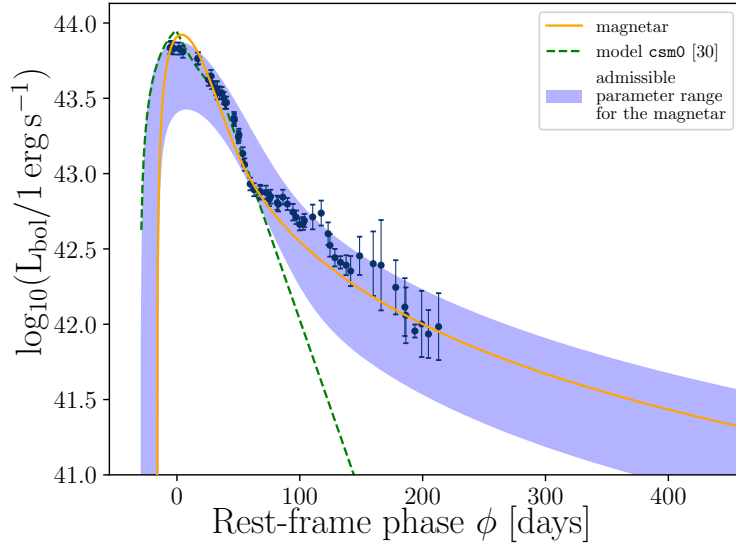 44.0
43.5
43.0
42.5
42.0
41.5
41.0
log10(Lbol/1 erg s−1)
magnetar
model csm0 [30]
admissible
parameter range
for the magnetar
0 100 200 300 400
Rest-frame phase ϕ [days]